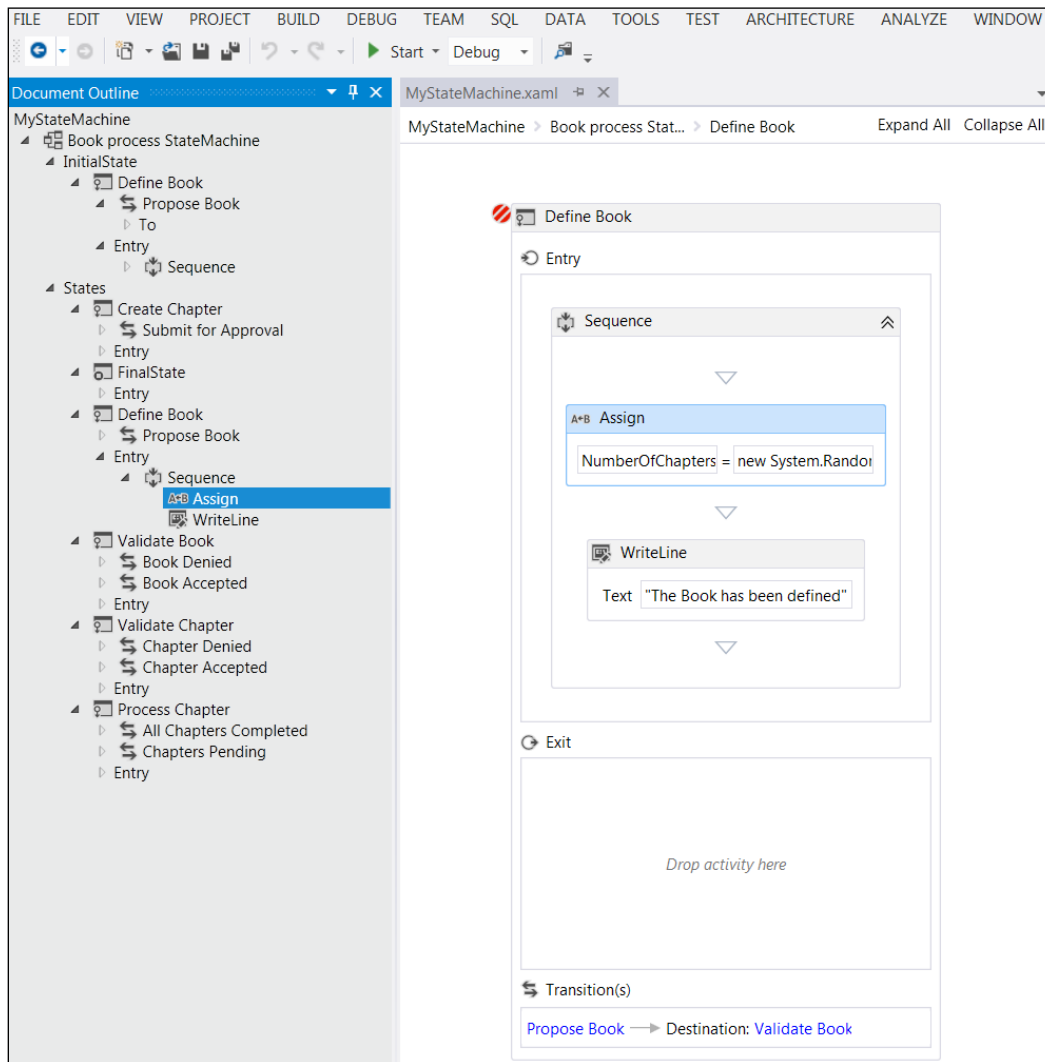 FILE EDIT VIEW PROJECT BUILD DEBUG TEAM SQL DATA TOOLS TEST ARCHITECTURE ANALYZE WINDOW
Start Debug
Document Outline
MyStateMachine
Book process StateMachine
InitialState
Define Book
Propose Book
To
Entry
Sequence
States
Create Chapter
Submit for Approval
Entry
FinalState
Entry
Define Book
Propose Book
Entry
Sequence
A+B Assign
WriteLine
Validate Book
Book Denied
Book Accepted
Entry
Validate Chapter
Chapter Denied
Chapter Accepted
Entry
Process Chapter
All Chapters Completed
Chapters Pending
Entry
MyStateMachine.xaml
MyStateMachine > Book process Stat... > Define Book Expand All Collapse All
Define Book
Entry
Sequence
A+B Assign
NumberOfChapters = new System.Randor
WriteLine
Text "The Book has been defined"
Exit
Drop activity here
Transition(s)
Propose Book Destination: Validate Book